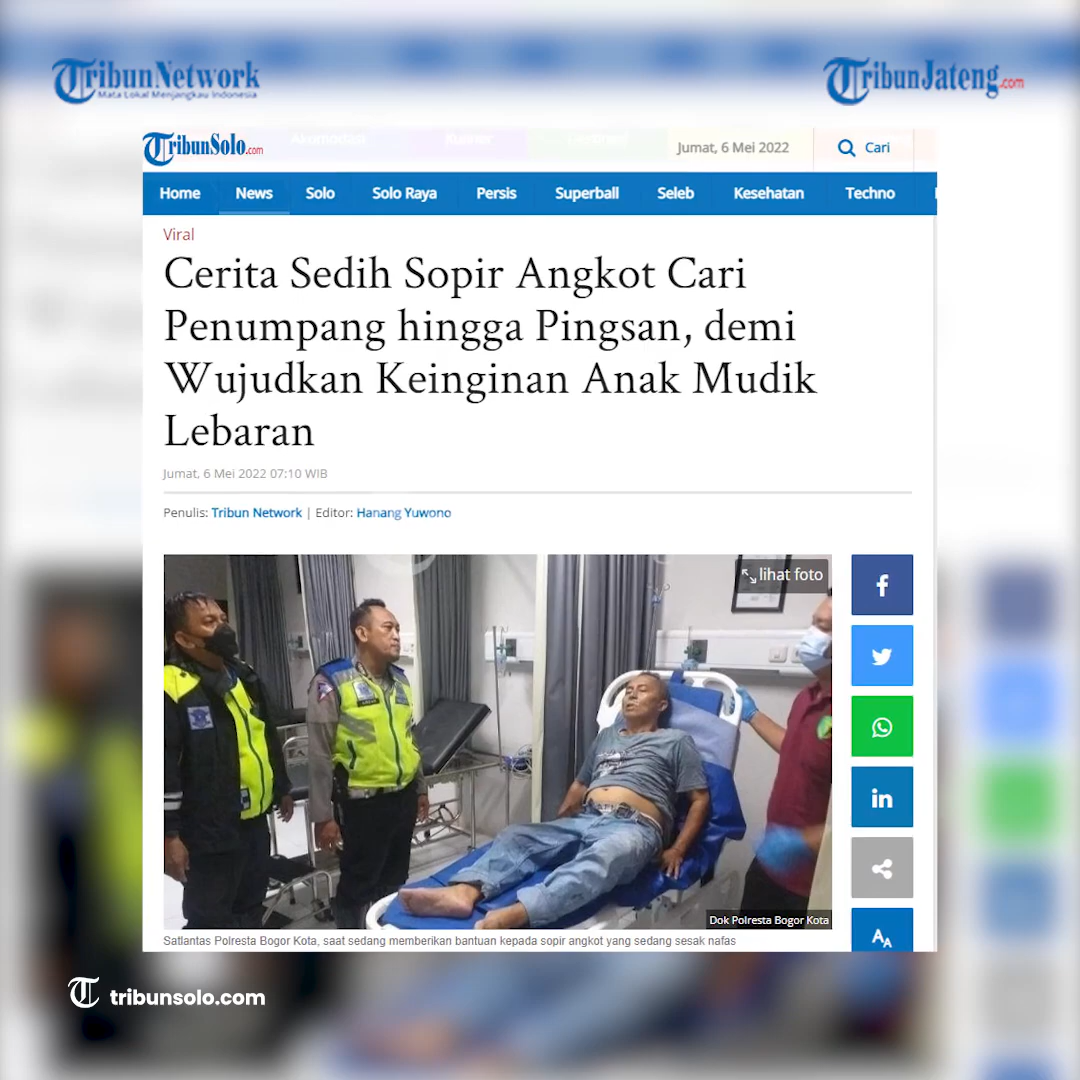 TribunNetwork
Mata Lokal Menjangkau Indonesia
TribunJateng.com
TribunSolo.com
Akomodasi
Kuliner
Jumat, 6 Mei 2022
Cari
Home News Solo Solo Raya Persis Superball Seleb Kesehatan Techno
Viral
Cerita Sedih Sopir Angkot Cari
Penumpang hingga Pingsan, demi
Wujudkan Keinginan Anak Mudik
Lebaran
Jumat, 6 Mei 2022 07:10 WIB
Penulis: Tribun Network | Editor: Hanang Yuwono
lihat foto
Dok Polresta Bogor Kota
AA
Satlantas Polresta Bogor Kota, saat sedang memberikan bantuan kepada sopir angkot yang sedang sesak nafas
tribunsolo.com